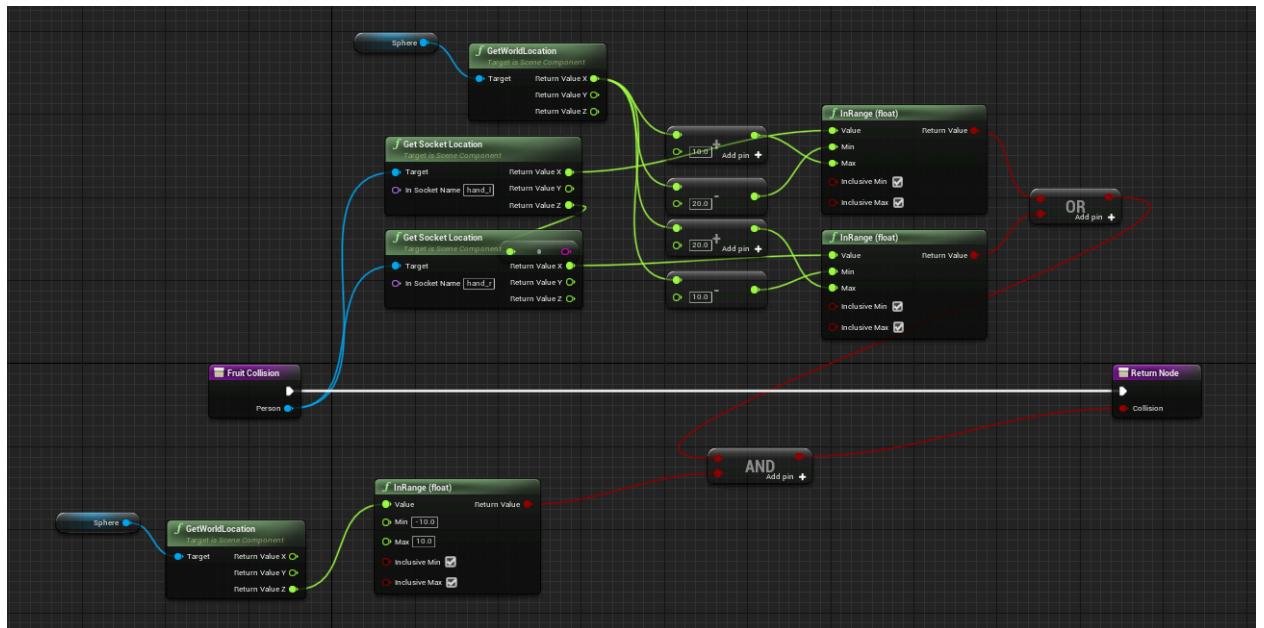 Sphere
f GetWorldLocation
Target is Scene Component
Target Return Value X
Return Value Y
Return Value Z
f Get Socket Location
Target is Scene Component
Target Return Value X
In Socket Name hand_l Return Value Y
Return Value Z
f Get Socket Location
Target is Scene Component
Target Return Value X
In Socket Name hand_r Return Value Y
Return Value Z
10.0 +
Add pin +
20.0 -
20.0 +
Add pin +
10.0 -
f InRange (float)
Value Return Value
Min
Max
Inclusive Min
Inclusive Max
f InRange (float)
Value Return Value
Min
Max
Inclusive Min
Inclusive Max
OR
Add pin +
Fruit Collision
Person
Return Node
Collision
AND
Add pin +
f InRange (float)
Value Return Value
Min -10.0
Max 10.0
Inclusive Min
Inclusive Max
Sphere
f GetWorldLocation
Target is Scene Component
Target Return Value X
Return Value Y
Return Value Z